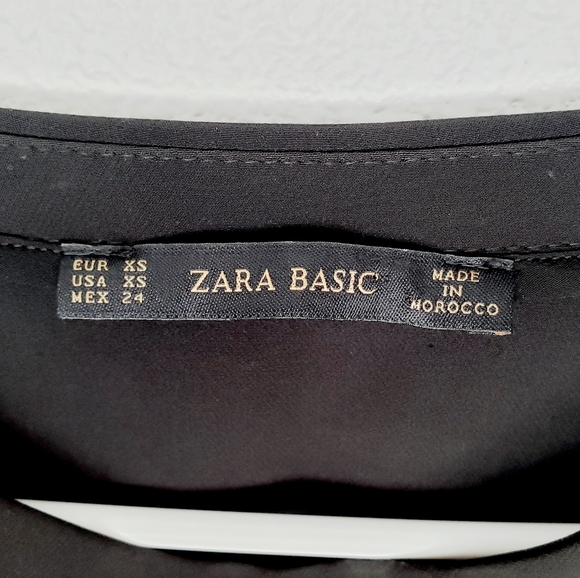 EUR XS
USA XS
MEX 24
ZARA BASIC
MADE
IN
MOROCCO